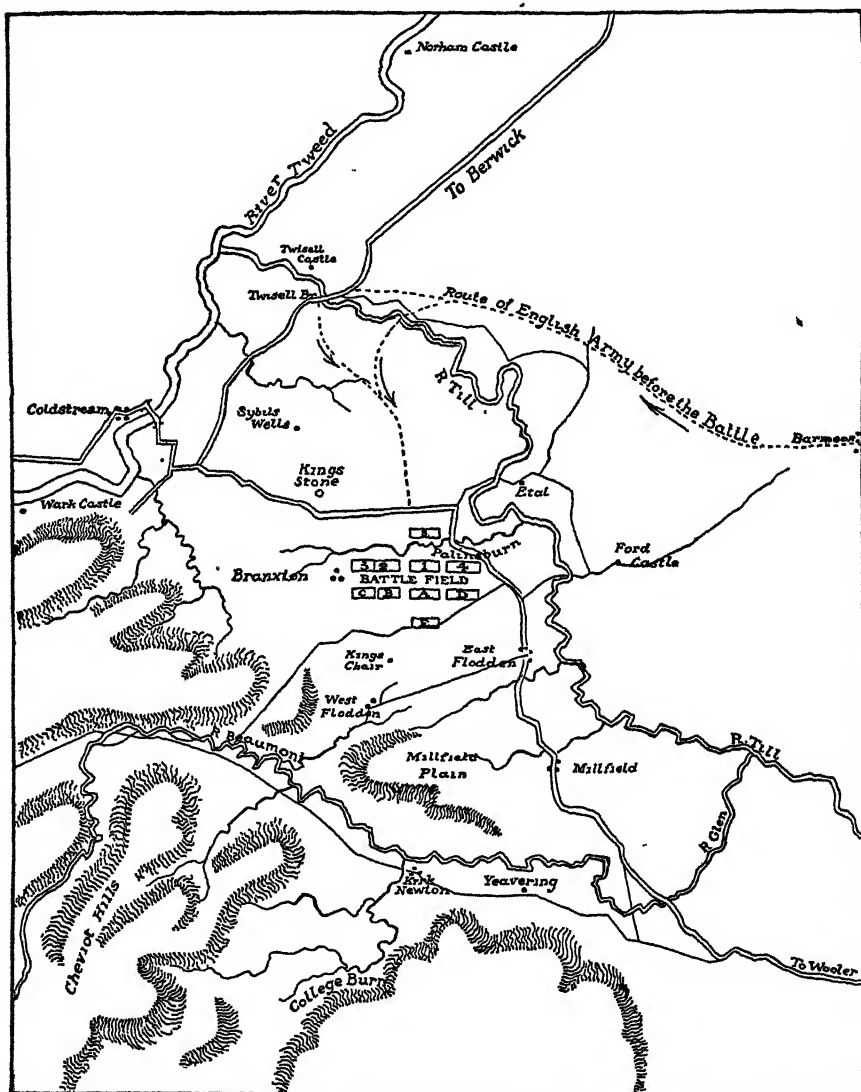 Norham Castle
River Tweed
To Berwick
Twisell
Castle
Twisell Br.
Route of English Army before the Battle
R Till
Coldstream
Sybils
Wells
Barmoor
Kings
Stone
Etal
Wark Castle
Ford
Castle
Palinsburn
Branxton
3 2 1 4
BATTLE FIELD
C B A D
E
Kings
Chair
East
Flodden
West
Flodden
R Beaumont
Millfield
Plain
Millfield
R. Till
R Glen
Kirk
Newton
Yeavering
Cheviot Hills
College Burn
To Wooler